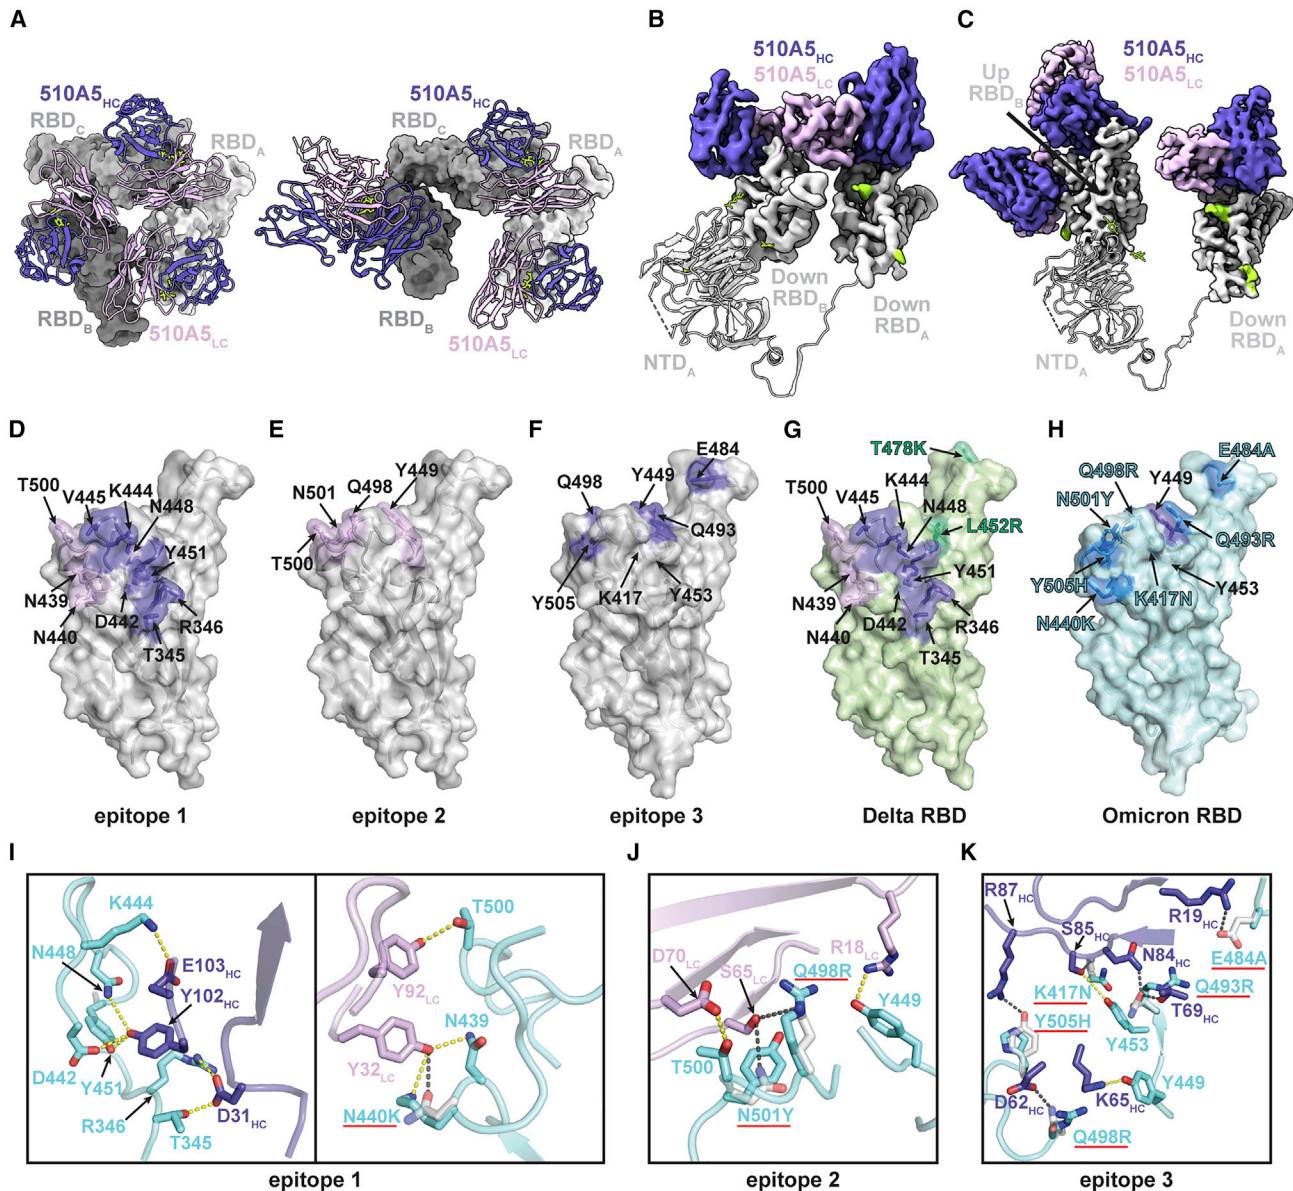 A
510A5HC
RBDC
RBDA
RBDB
510A5LC
510A5HC
RBDC
RBDA
RBDB
510A5LC
B
510A5HC
510A5LC
Down
RBDB
Down
RBDA
NTDA
C
510A5HC
510A5LC
Up
RBDB
Down
RBDA
NTDA
D
T500
V445
K444
N448
Y451
N439
N440
D442
R346
T345
epitope 1
E
Y449
Q498
N501
T500
epitope 2
F
E484
Y449
Q498
Q493
Y505
K417
Y453
epitope 3
G
T478K
T500
V445
K444
N448
L452R
Y451
N439
N440
D442
R346
T345
Delta RBD
H
E484A
Q498R
Y449
N501Y
Q493R
Y505H
K417N
Y453
N440K
Omicron RBD
I
K444
N448
E103HC
Y102HC
D442
Y451
R346
T345
D31HC
T500
Y92LC
N439
Y32LC
N440K
epitope 1
J
D70LC
S65LC
Q498R
R18LC
Y449
T500
N501Y
epitope 2
K
R87HC
R19HC
S85HC
N84HC
E484A
K417N
Q493R
Y505H
T69HC
Y453
D62HC
K65HC
Y449
Q498R
epitope 3